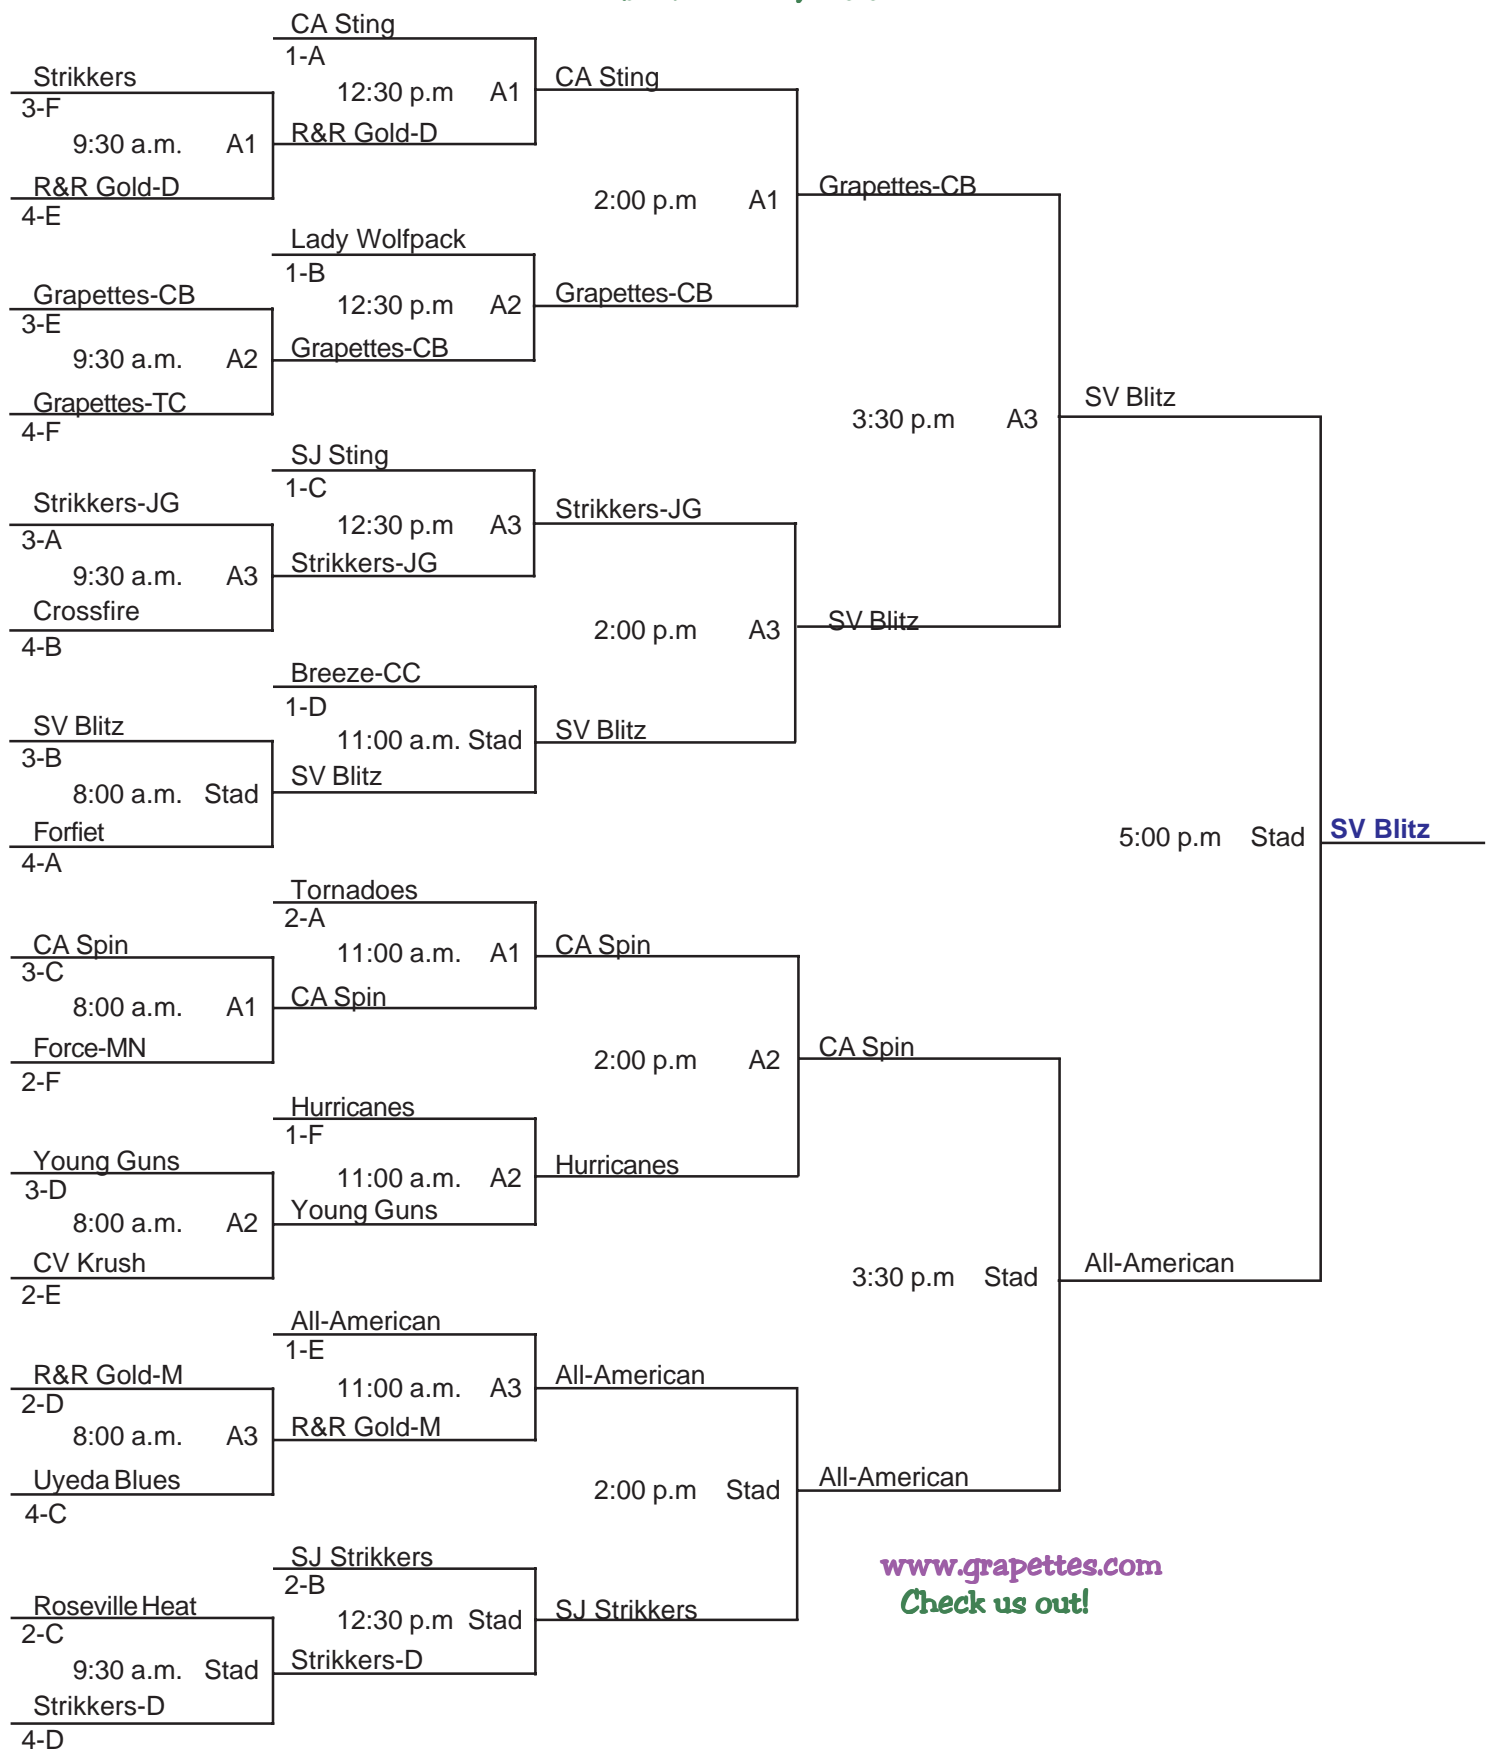 CA Sting
1-A
Strikkers
12:30 p.m A1
CA Sting
3-F
9:30 a.m. A1
R&R Gold-D
R&R Gold-D
4-E
2:00 p.m A1
Grapettes-CB
Lady Wolfpack
1-B
Grapettes-CB
12:30 p.m A2
Grapettes-CB
3-E
9:30 a.m. A2
Grapettes-CB
Grapettes-TC
4-F
3:30 p.m A3
SV Blitz
SJ Sting
1-C
Strikkers-JG
12:30 p.m A3
Strikkers-JG
3-A
9:30 a.m. A3
Strikkers-JG
Crossfire
4-B
2:00 p.m A3
SV Blitz
Breeze-CC
1-D
SV Blitz
11:00 a.m. Stad
SV Blitz
3-B
8:00 a.m. Stad
SV Blitz
Forfiet
4-A
5:00 p.m Stad
SV Blitz
Tornadoes
2-A
CA Spin
11:00 a.m. A1
CA Spin
3-C
8:00 a.m. A1
CA Spin
Force-MN
2-F
2:00 p.m A2
CA Spin
Hurricanes
1-F
Young Guns
11:00 a.m. A2
Hurricanes
3-D
8:00 a.m. A2
Young Guns
CV Krush
2-E
3:30 p.m Stad
All-American
All-American
1-E
R&R Gold-M
11:00 a.m. A3
All-American
2-D
8:00 a.m. A3
R&R Gold-M
Uyeda Blues
4-C
2:00 p.m Stad
All-American
SJ Strikkers
2-B
Roseville Heat
12:30 p.m Stad
SJ Strikkers
2-C
9:30 a.m. Stad
Strikkers-D
Strikkers-D
4-D
www.grapettes.com
Check us out!